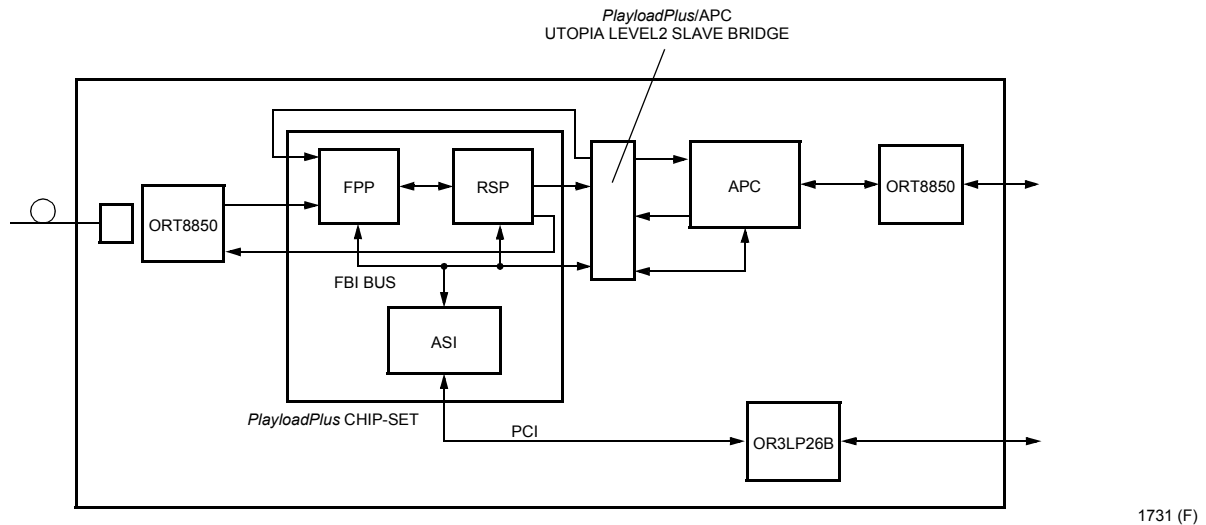 PlayloadPlus/APC
UTOPIA LEVEL2 SLAVE BRIDGE
FPP
RSP
APC
ORT8850
ORT8850
FBI BUS
ASI
PlayloadPlus CHIP-SET
PCI
OR3LP26B
1731 (F)